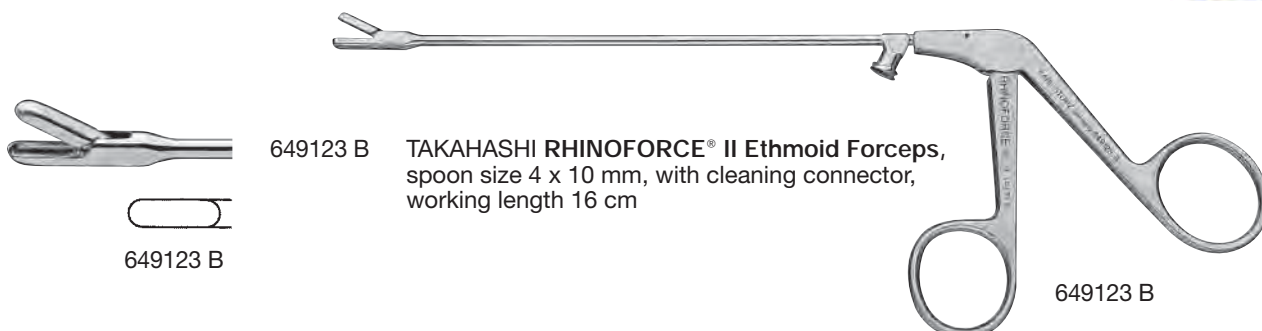 649123 B
TAKAHASHI RHINOFORCE® II Ethmoid Forceps,
spoon size 4 x 10 mm, with cleaning connector,
working length 16 cm
649123 B
649123 B
RHINOFORCE